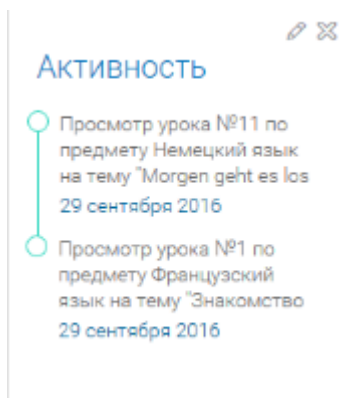 Активность
Просмотр урока №11 по
предмету Немецкий язык
на тему "Morgen geht es los
29 сентября 2016
Просмотр урока №1 по
предмету Французский
язык на тему "Знакомство
29 сентября 2016